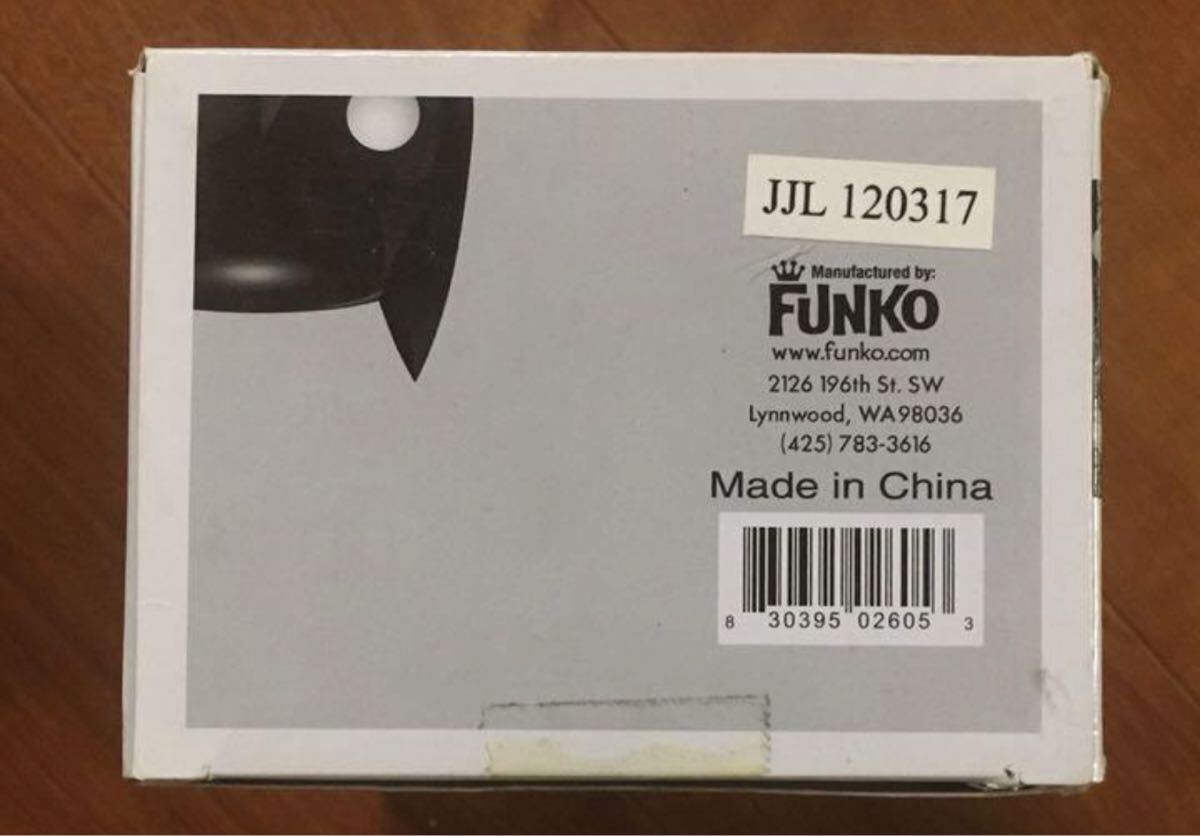 JJL 120317
Manufactured by:
FUNKO
www.funko.com
2126 196th St. SW
Lynnwood, WA98036
(425) 783-3616
Made in China
8 30395 02605 3